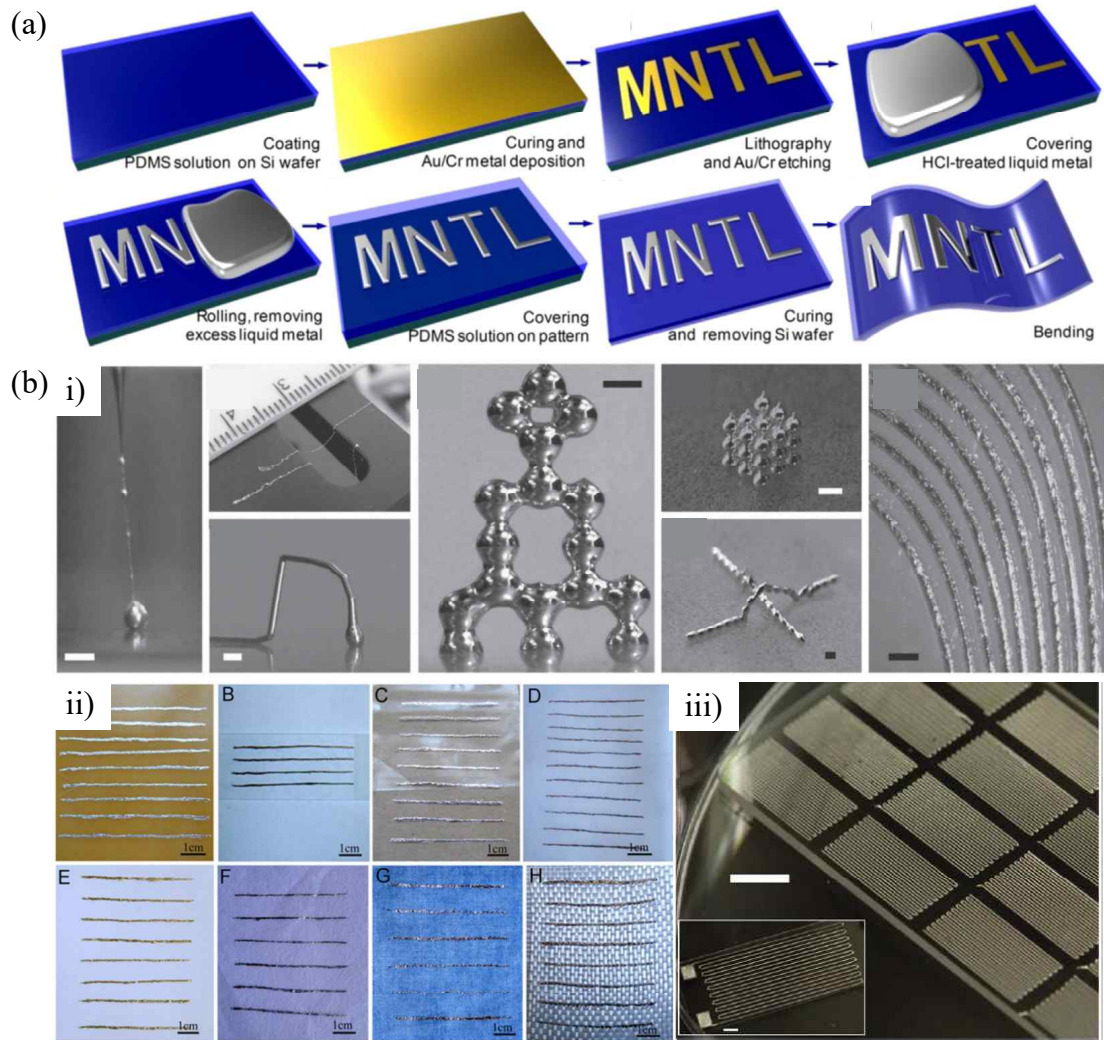 (a)
MNTL
TL
Coating
PDMS solution on Si wafer
Curing and
Au/Cr metal deposition
Lithography
and Au/Cr etching
Covering
HCl-treated liquid metal
MN
MNTL
MNTL
MNTL
Rolling, removing
excess liquid metal
Covering
PDMS solution on pattern
Curing
and removing Si wafer
Bending
(b)
i)
4 3
ii)
B
C
D
iii)
1cm
1cm
1cm
1cm
E
F
G
H
1cm
1cm
1cm
1cm